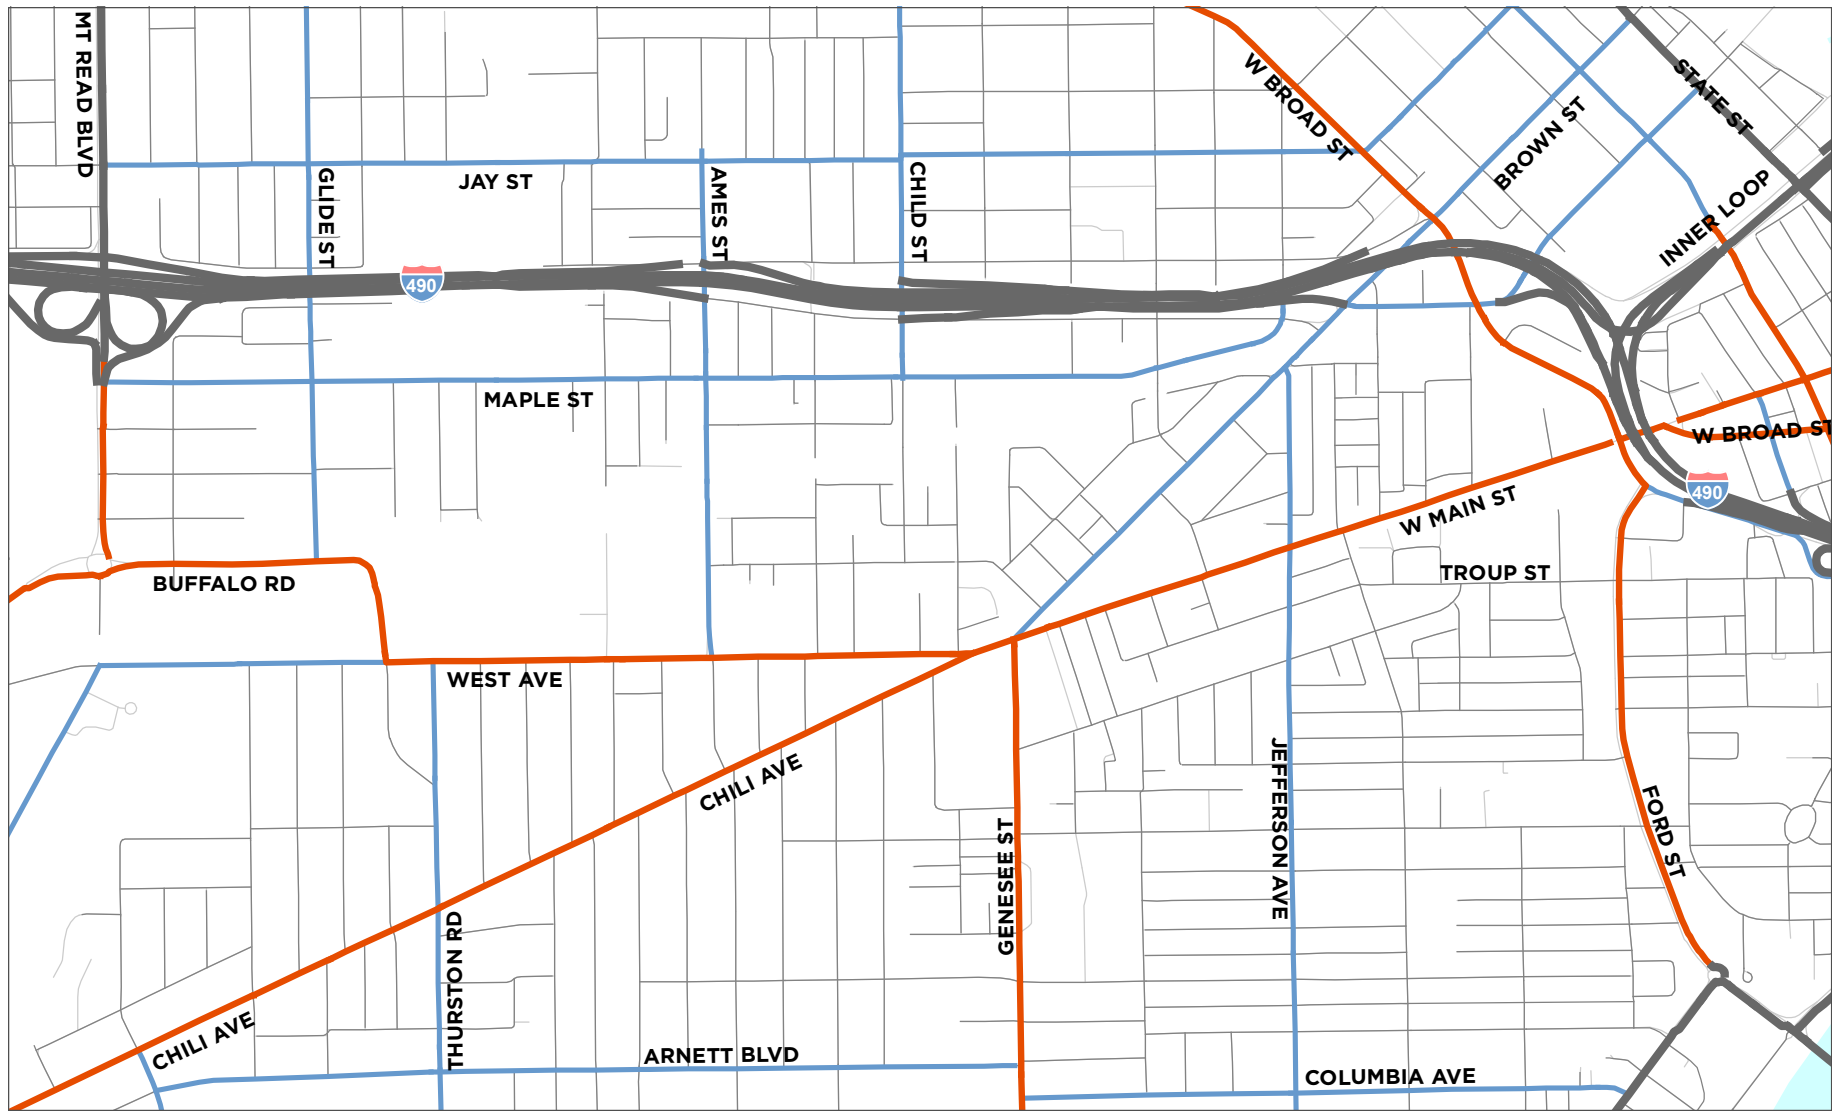 MT READ BLVD
W BROAD ST
STATE ST
BROWN ST
GLIDE ST
JAY ST
AMES ST
CHILD ST
INNER LOOP
490
MAPLE ST
W BROAD ST
490
W MAIN ST
BUFFALO RD
TROUP ST
WEST AVE
CHILI AVE
JEFFERSON AVE
FORD ST
GENESEE ST
THURSTON RD
CHILI AVE
ARNETT BLVD
COLUMBIA AVE